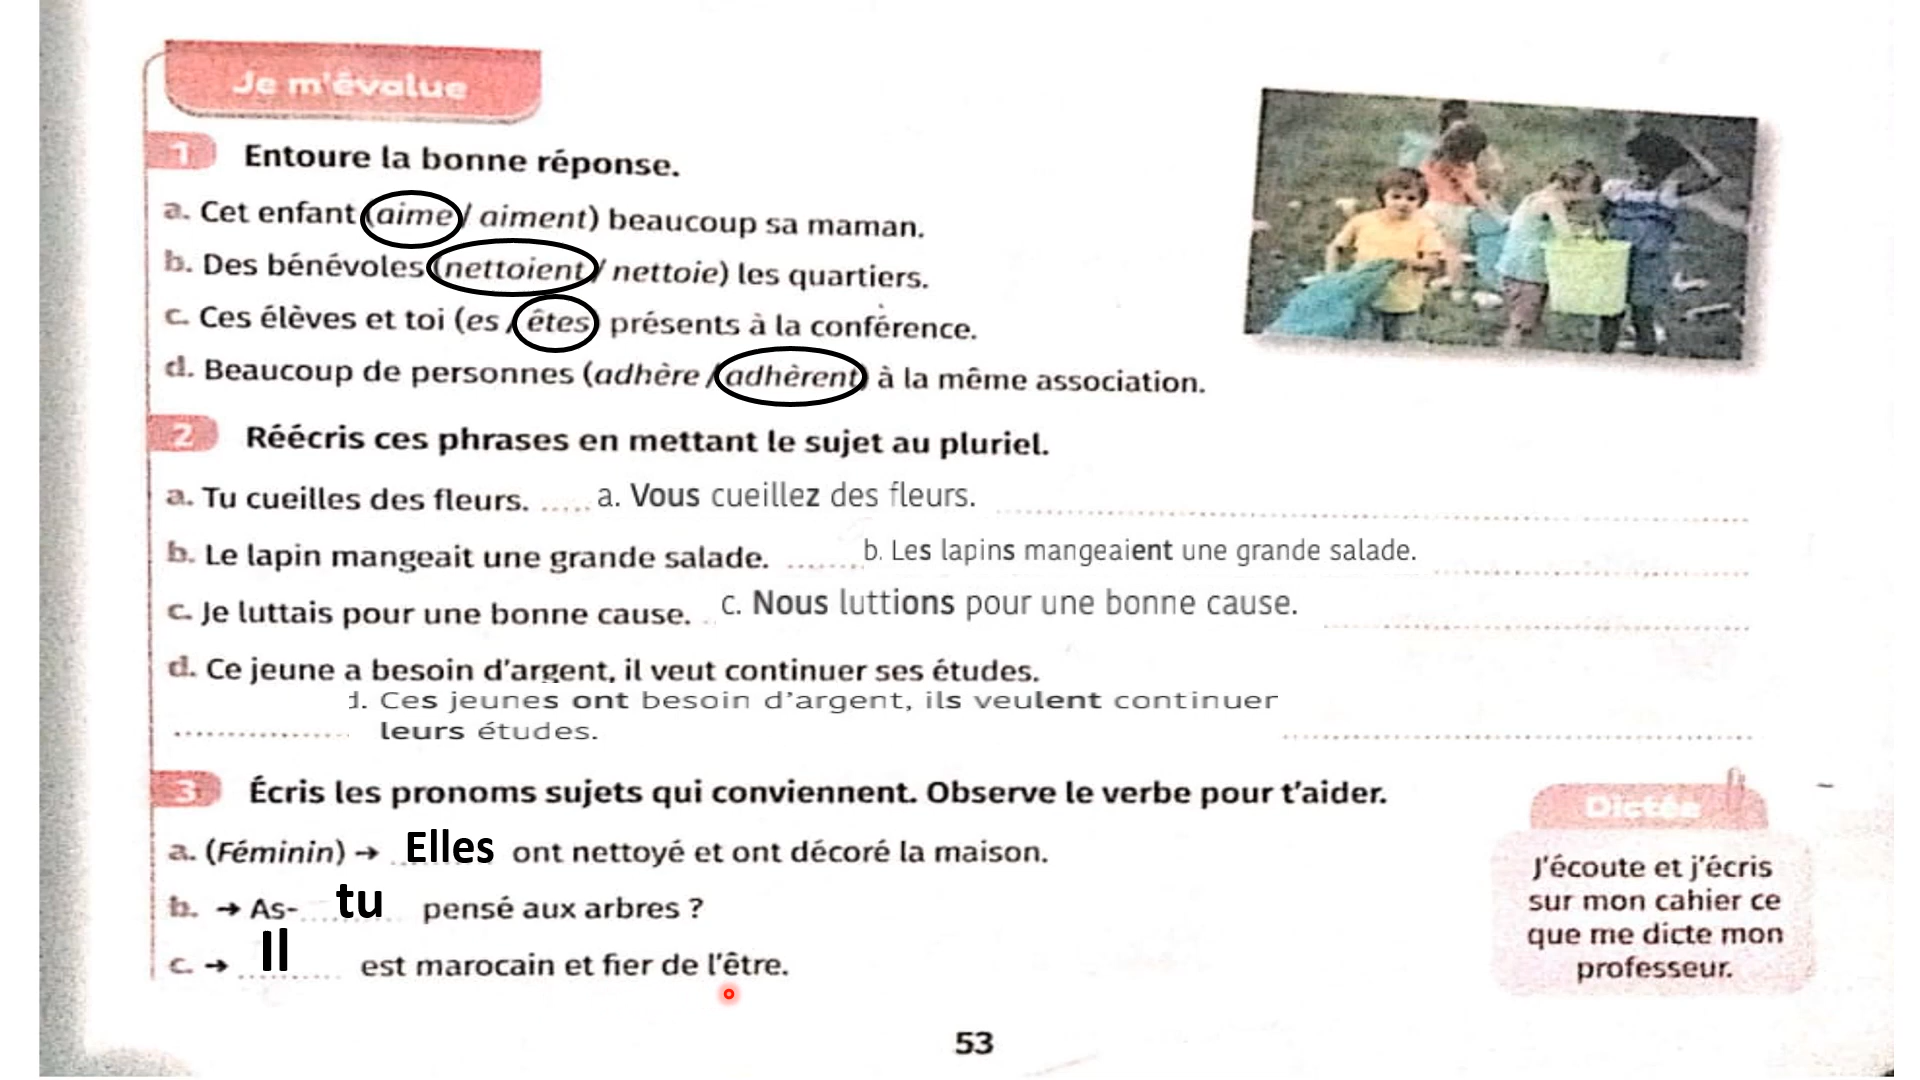 Je m'évalue
1 Entoure la bonne réponse.
a. Cet enfant (aime / aiment) beaucoup sa maman.
b. Des bénévoles (nettoient / nettoie) les quartiers.
c. Ces élèves et toi (es / êtes) présents à la conférence.
d. Beaucoup de personnes (adhère / adhèrent) à la même association.
2 Réécris ces phrases en mettant le sujet au pluriel.
a. Tu cueilles des fleurs. ..... a. Vous cueillez des fleurs.
b. Le lapin mangeait une grande salade. ....... b. Les lapins mangeaient une grande salade.
c. Je luttais pour une bonne cause. .. c. Nous luttions pour une bonne cause.
d. Ce jeune a besoin d'argent, il veut continuer ses études.
d. Ces jeunes ont besoin d'argent, ils veulent continuer
leurs études.
3 Écris les pronoms sujets qui conviennent. Observe le verbe pour t'aider.
a. (Féminin) → Elles ont nettoyé et ont décoré la maison.
b. → As- tu pensé aux arbres ?
c. → Il est marocain et fier de l'être.
Dictée
J'écoute et j'écris
sur mon cahier ce
que me dicte mon
professeur.
53